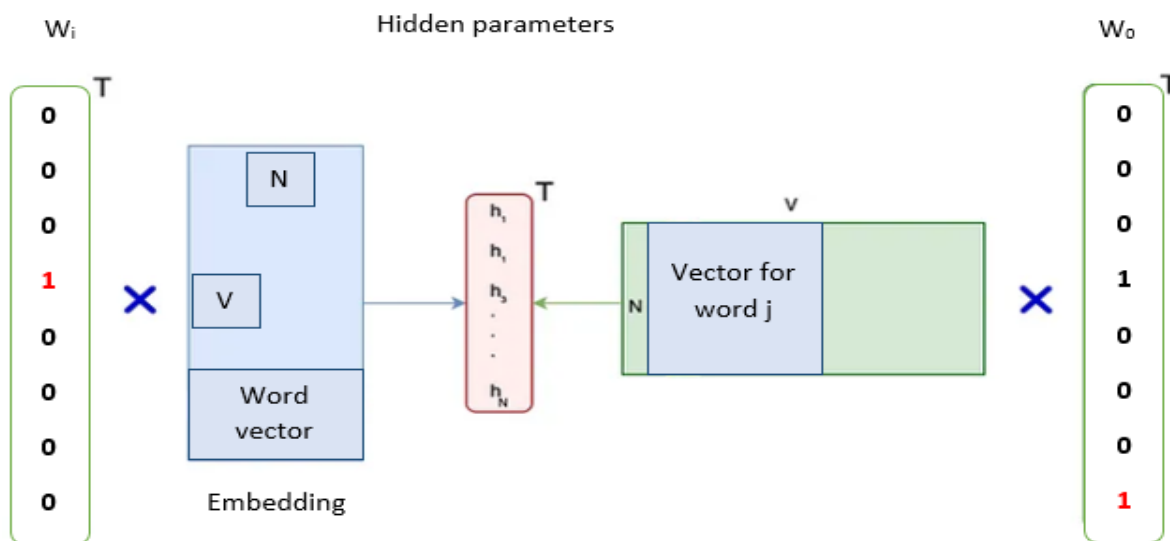 Hidden parameters
Wᵢ
W₀
T
0
0
0
1
0
0
0
0
N
V
Word
vector
Embedding
T
h₁
h₁
h₃
.
.
.
h_N
V
N
Vector for
word j
T
0
0
0
1
0
0
0
1